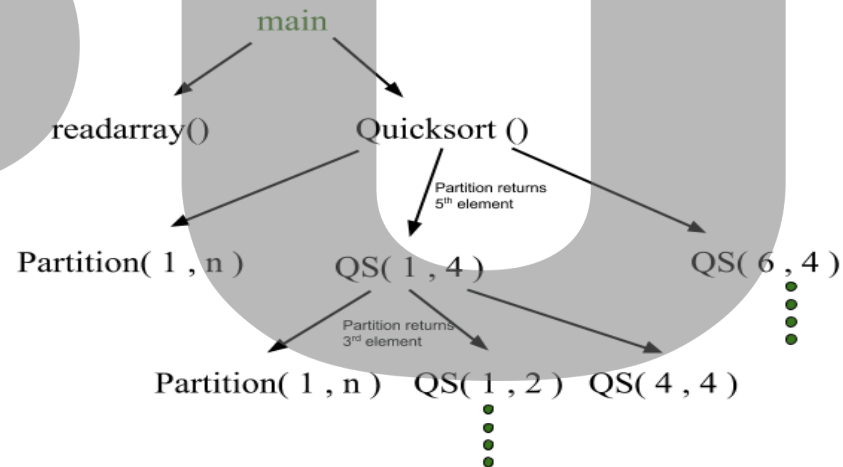 main
readarray() Quicksort ()
Partition returns
5th element
Partition( 1 , n ) QS( 1 , 4 ) QS( 6 , 4 )
Partition returns
3rd element
Partition( 1 , n ) QS( 1 , 2 ) QS( 4 , 4 )